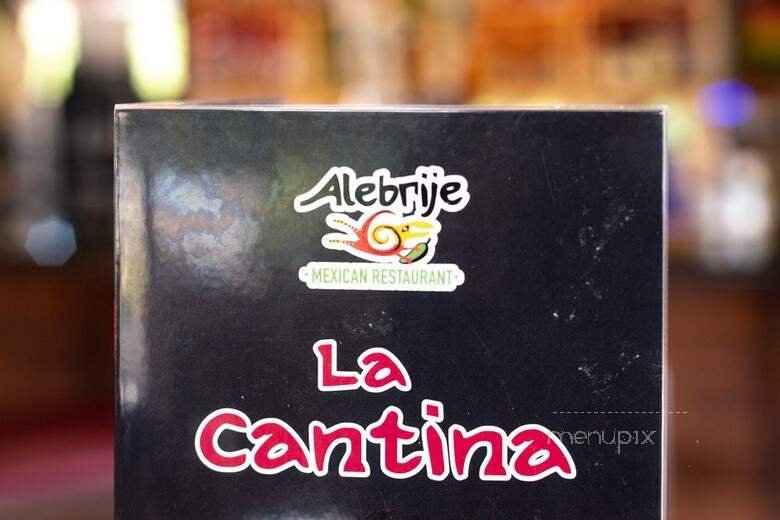 Alebrije
MEXICAN RESTAURANT
La
Cantina
menupix